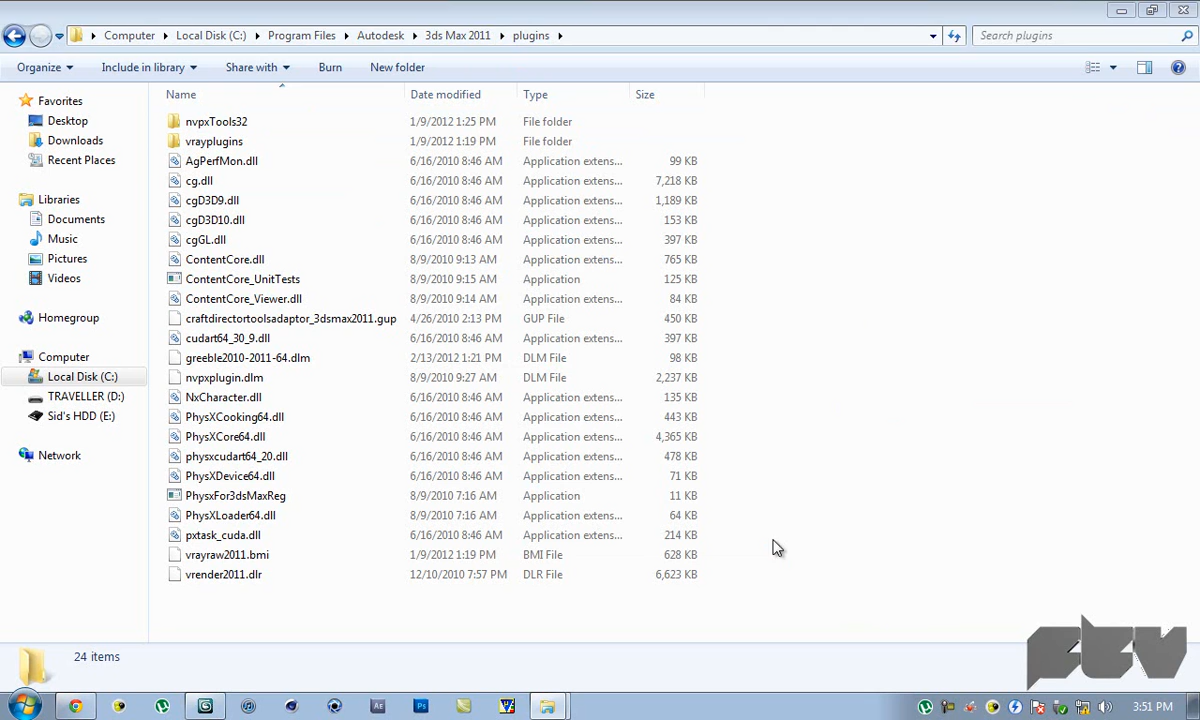 Computer Local Disk (C:) Program Files Autodesk 3ds Max 2011 plugins Search plugins
Organize Include in library Share with Burn New folder
Name Date modified Type Size
Favorites
Desktop
Downloads
Recent Places
Libraries
Documents
Music
Pictures
Videos
Homegroup
Computer
Local Disk (C:)
TRAVELLER (D:)
Sid's HDD (E:)
Network
nvpxTools32 1/9/2012 1:25 PM File folder
vrayplugins 1/9/2012 1:19 PM File folder
AgPerfMon.dll 6/16/2010 8:46 AM Application extens... 99 KB
cg.dll 6/16/2010 8:46 AM Application extens... 7,218 KB
cgD3D9.dll 6/16/2010 8:46 AM Application extens... 1,189 KB
cgD3D10.dll 6/16/2010 8:46 AM Application extens... 153 KB
cgGL.dll 6/16/2010 8:46 AM Application extens... 397 KB
ContentCore.dll 8/9/2010 9:13 AM Application extens... 765 KB
ContentCore_UnitTests 8/9/2010 9:15 AM Application 125 KB
ContentCore_Viewer.dll 8/9/2010 9:14 AM Application extens... 84 KB
craftdirectortoolsadaptor_3dsmax2011.gup 4/26/2010 2:13 PM GUP File 450 KB
cudart64_30_9.dll 6/16/2010 8:46 AM Application extens... 397 KB
greeble2010-2011-64.dlm 2/13/2012 1:21 PM DLM File 98 KB
nvpxplugin.dlm 8/9/2010 9:27 AM DLM File 2,237 KB
NxCharacter.dll 6/16/2010 8:46 AM Application extens... 135 KB
PhysXCooking64.dll 6/16/2010 8:46 AM Application extens... 443 KB
PhysXCore64.dll 6/16/2010 8:46 AM Application extens... 4,365 KB
physxcudart64_20.dll 6/16/2010 8:46 AM Application extens... 478 KB
PhysXDevice64.dll 6/16/2010 8:46 AM Application extens... 71 KB
PhysxFor3dsMaxReg 8/9/2010 7:16 AM Application 11 KB
PhysXLoader64.dll 8/9/2010 7:16 AM Application extens... 64 KB
pxtask_cuda.dll 6/16/2010 8:46 AM Application extens... 214 KB
vrayraw2011.bmi 1/9/2012 1:19 PM BMI File 628 KB
vrender2011.dlr 12/10/2010 7:57 PM DLR File 6,623 KB
24 items
Ae Ps 3:51 PM